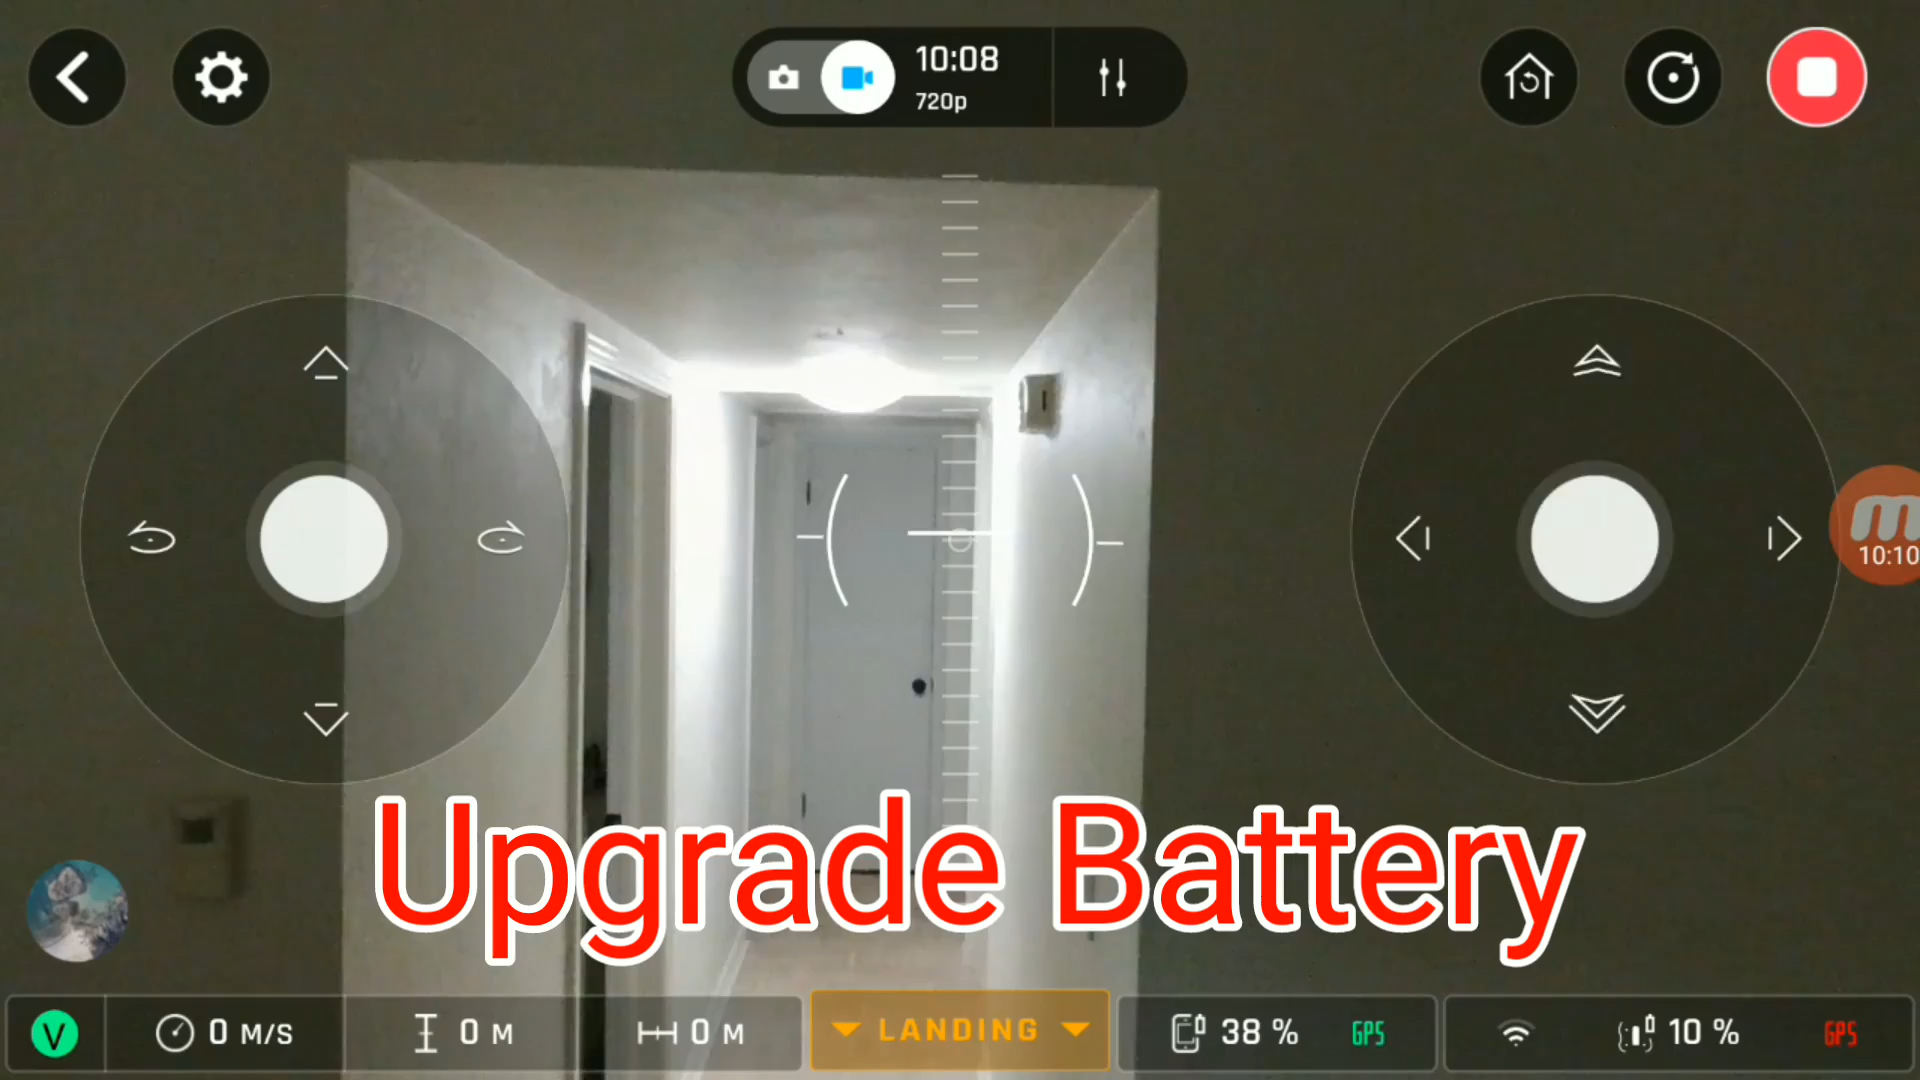 10:08
720p
m
10:10
Upgrade Battery
V
0 M/S
0 M
0 M
LANDING
38 %
GPS
10 %
GPS